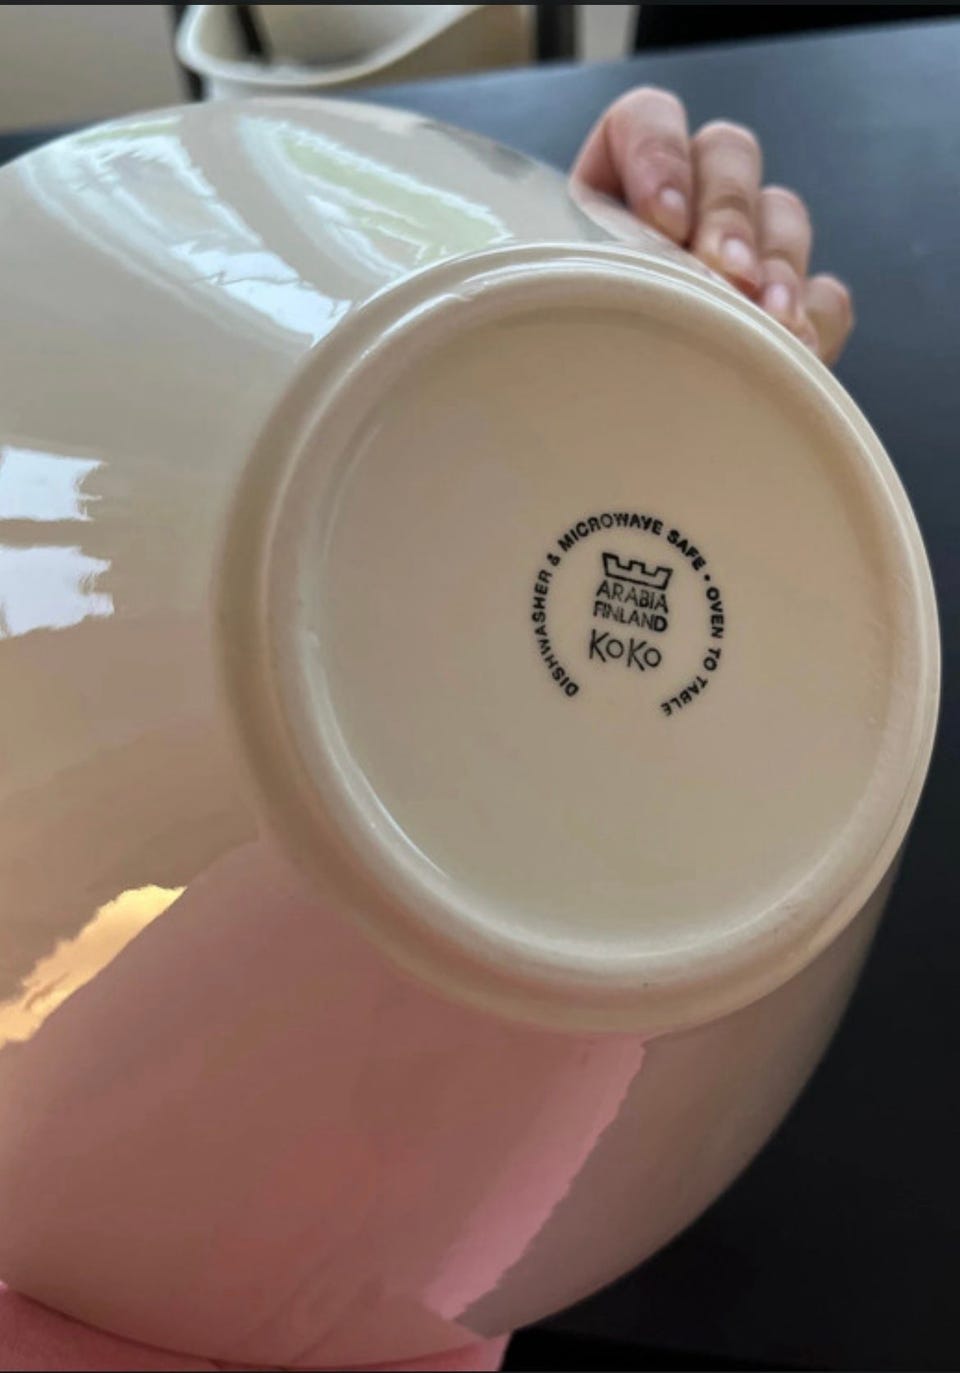 DISHWASHER & MICROWAVE SAFE • OVEN TO TABLE
ARABIA
FINLAND
KOKO